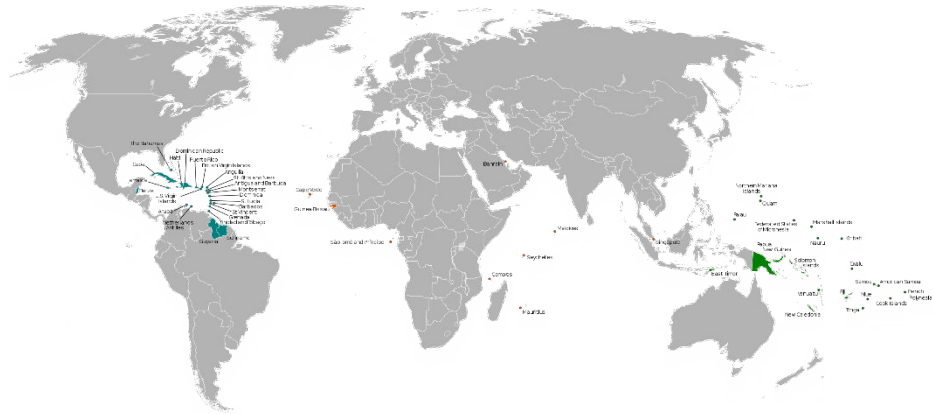 The Bahamas
Dominican Republic
Cuba
Haiti
Puerto Rico
British Virgin Islands
Anguilla
Antigua and Barbuda
Montserrat
Dominica
U.S. Virgin
Islands
St. Lucia
Barbados
St. Vincent
Grenada
Trinidad and Tobago
Aruba
Netherlands
Antilles
Suriname
Guyana
Cape Verde
Guinea-Bissau
São Tomé and Príncipe
Bahrain
Maldives
Seychelles
Comoros
Mauritius
Singapore
East Timor
Northern Mariana
Islands
Guam
Palau
Federated States
of Micronesia
Marshall Islands
Nauru
Kiribati
Papua
New Guinea
Solomon
Islands
Tuvalu
Samoa
American Samoa
Vanuatu
Fiji
Niue
French
Polynesia
Cook Islands
Tonga
New Caledonia